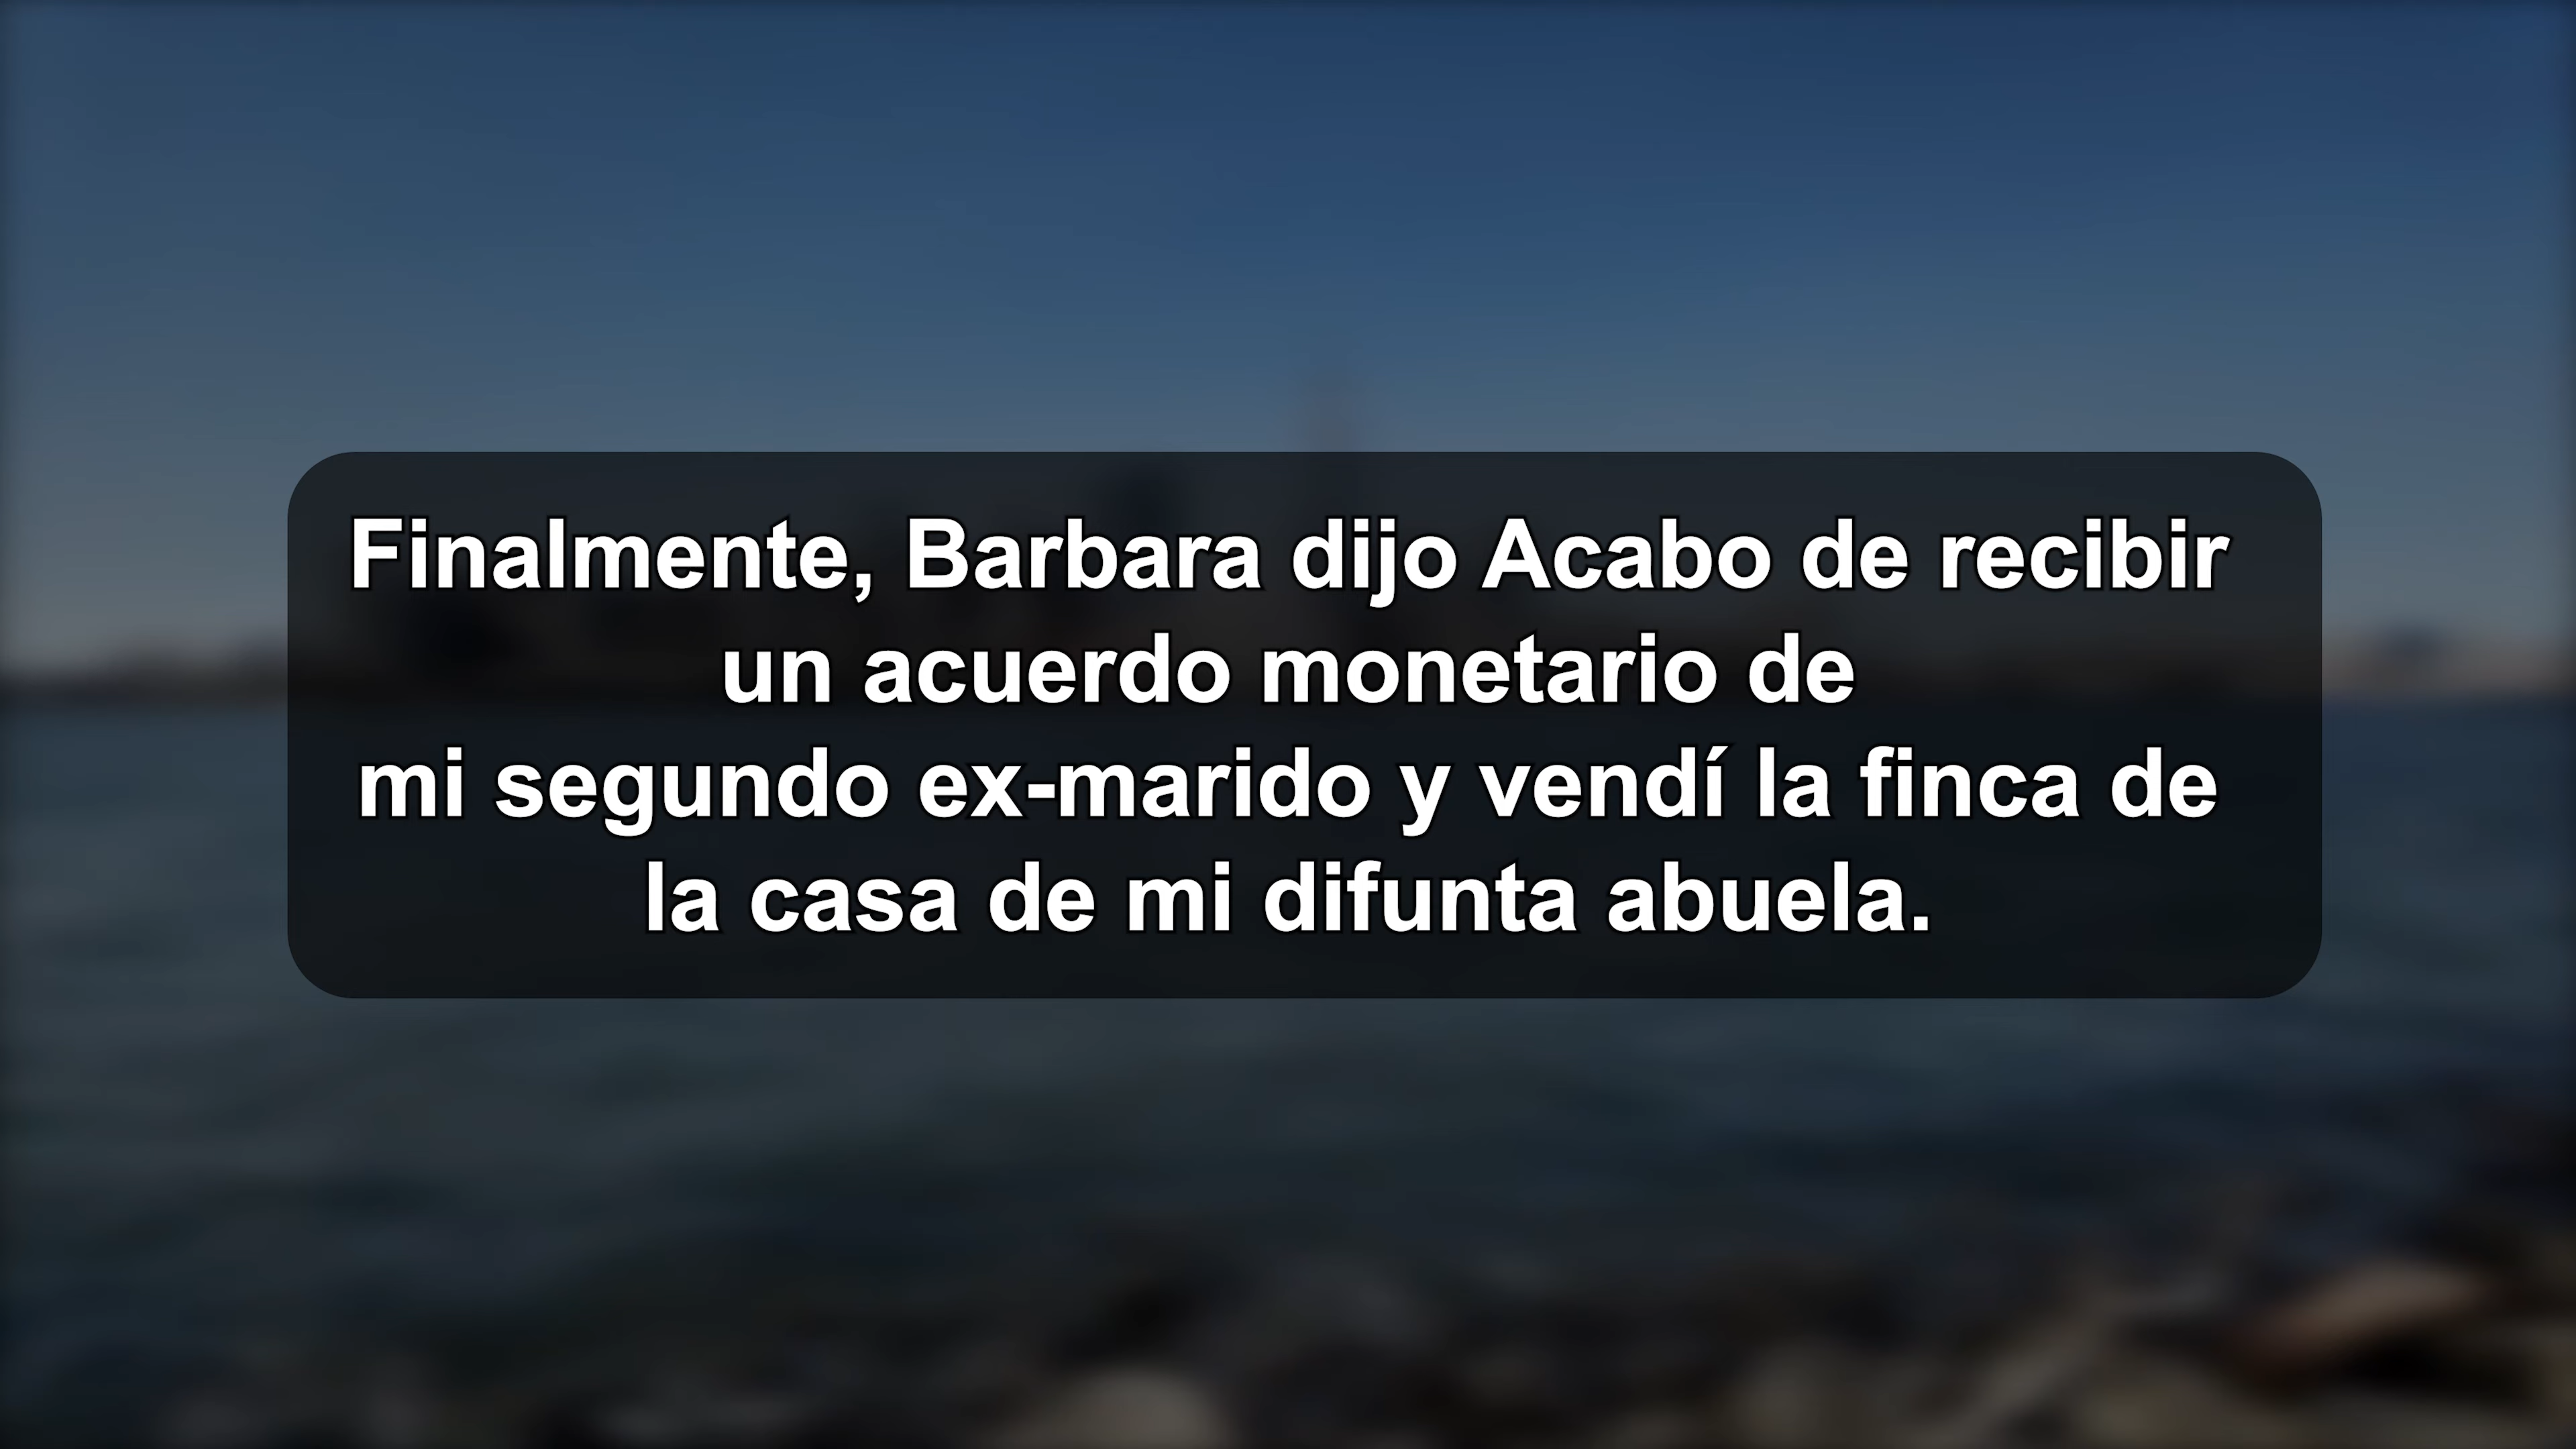 Finalmente, Barbara dijo Acabo de recibir
un acuerdo monetario de
mi segundo ex-marido y vendí la finca de
la casa de mi difunta abuela.